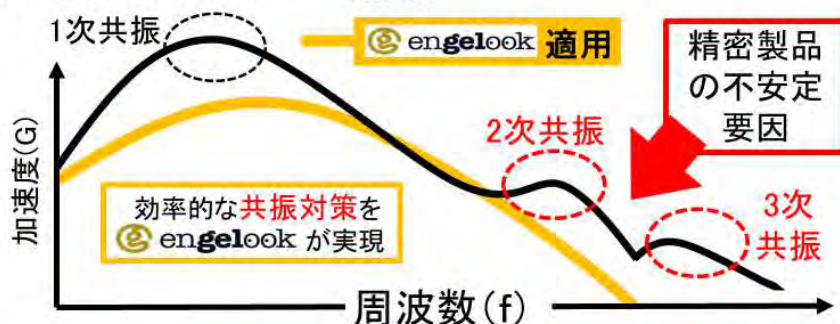 1次共振
engelook 適用
精密製品
の不安定
要因
2次共振
3次
共振
加速度(G)
効率的な共振対策を
engelook が実現
周波数(f)